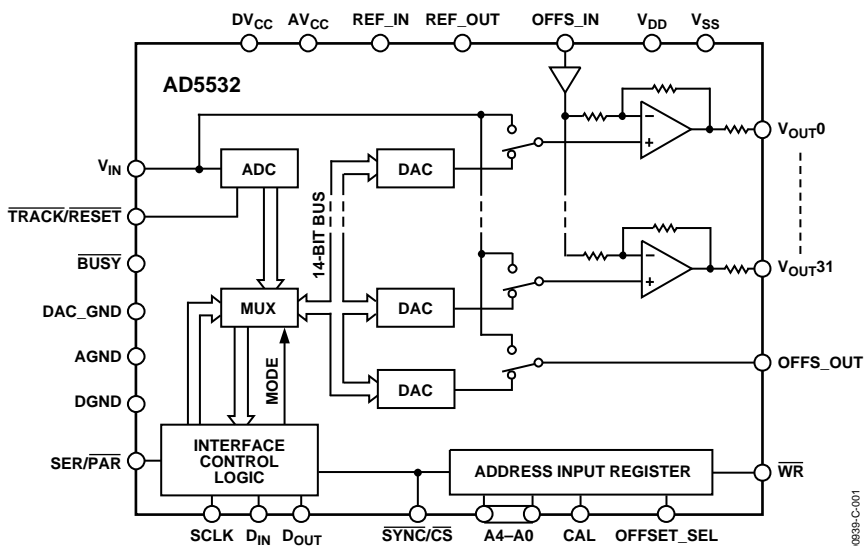 DVCC AVCC REF_IN REF_OUT OFFS_IN VDD VSS
AD5532
VIN
ADC
DAC
VOUT0
TRACK/RESET
14-BIT BUS
BUSY
VOUT31
DAC_GND
MUX
DAC
AGND
MODE
DAC
OFFS_OUT
DGND
SER/PAR
INTERFACE
CONTROL
LOGIC
ADDRESS INPUT REGISTER
WR
SCLK DIN DOUT SYNC/CS A4–A0 CAL OFFSET_SEL
00939-C-001